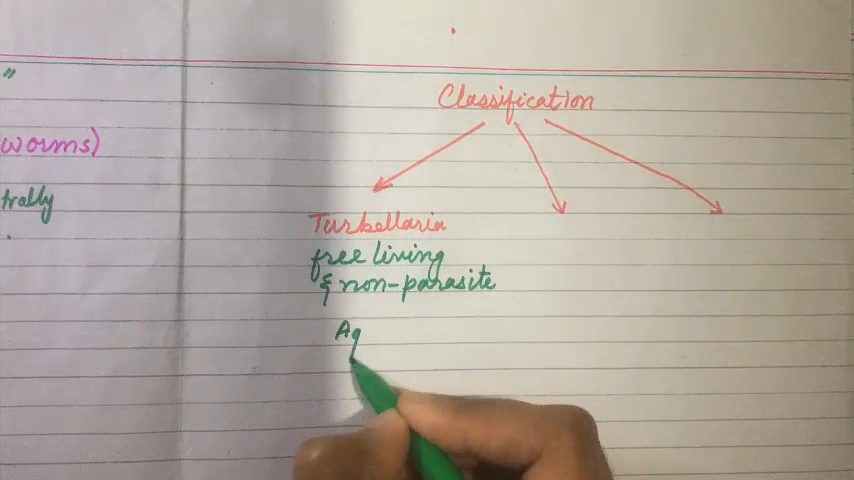 "
worms)
trally
Classification
Turbellaria
free living
& non-parasite
Aq